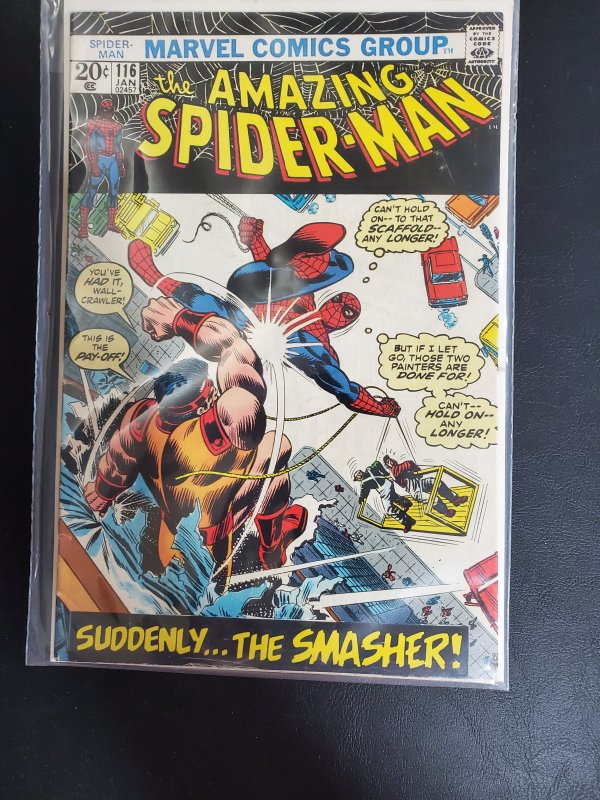 SPIDER-
MAN
MARVEL COMICS GROUP TM
APPROVED
BY THE
COMICS
CODE
AUTHORITY
20¢
116
JAN
02457
CC
the AMAZING
SPIDER-MAN
CAN'T HOLD
ON-- TO THAT
SCAFFOLD--
ANY LONGER!
YOU'VE
HAD IT,
WALL-
CRAWLER!
THIS IS
THE
PAY-OFF!
BUT IF I LET
GO, THOSE TWO
PAINTERS ARE
DONE FOR!
CAN'T--
HOLD ON--
ANY
LONGER!
SUDDENLY... THE SMASHER!